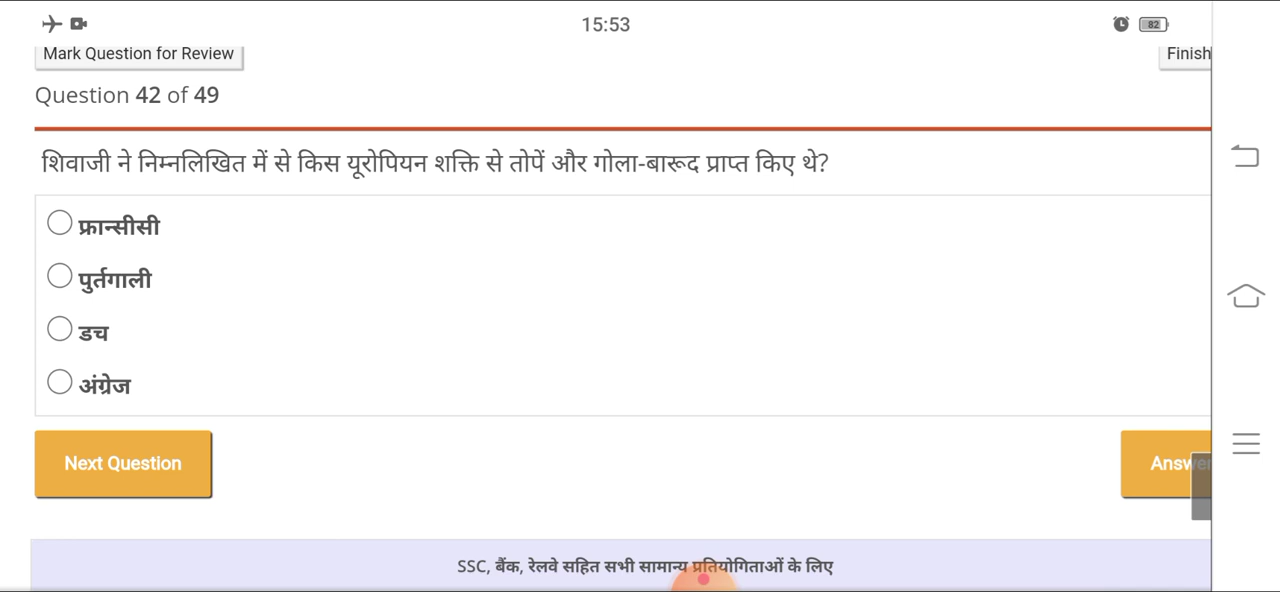 15:53
82
Mark Question for Review
Finish
Question 42 of 49
शिवाजी ने निम्नलिखित में से किस यूरोपियन शक्ति से तोपें और गोला-बारूद प्राप्त किए थे?
फ्रान्सीसी
पुर्तगाली
डच
अंग्रेज
Next Question
Answer
SSC, बैंक, रेलवे सहित सभी सामान्य प्रतियोगिताओं के लिए